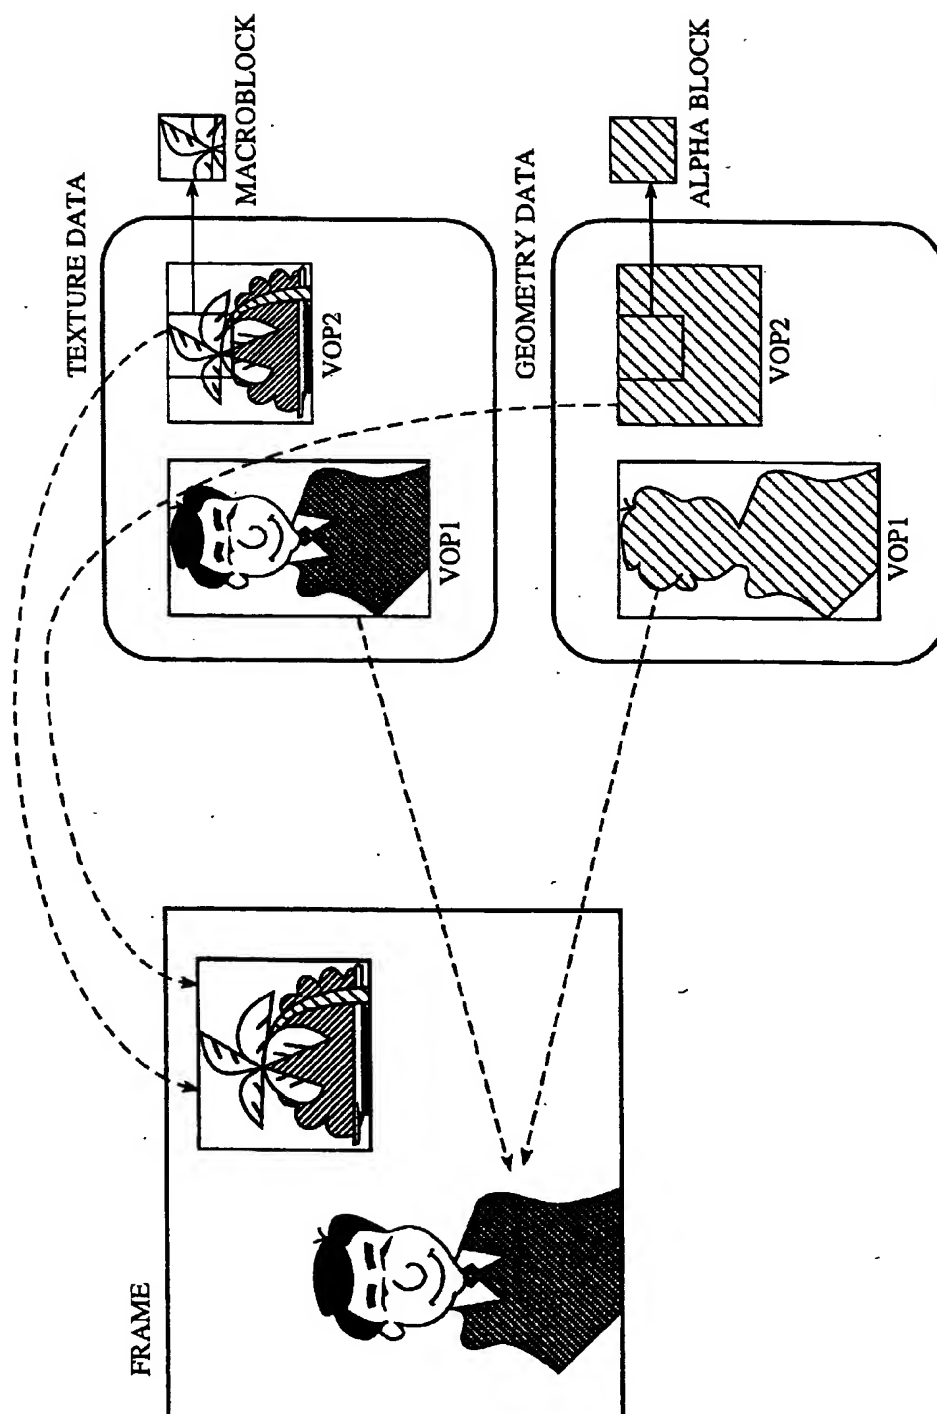 FRAME
TEXTURE DATA
VOP1
VOP2
MACROBLOCK
GEOMETRY DATA
VOP1
VOP2
ALPHA BLOCK